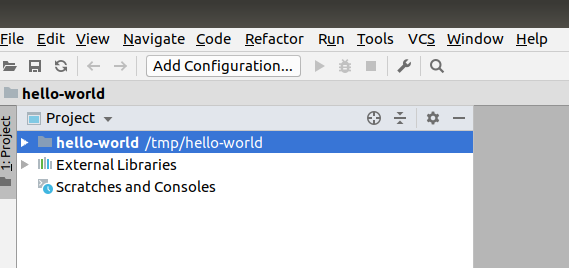 File Edit View Navigate Code Refactor Run Tools VCS Window Help
Add Configuration...
hello-world
1: Project
Project
hello-world /tmp/hello-world
External Libraries
Scratches and Consoles